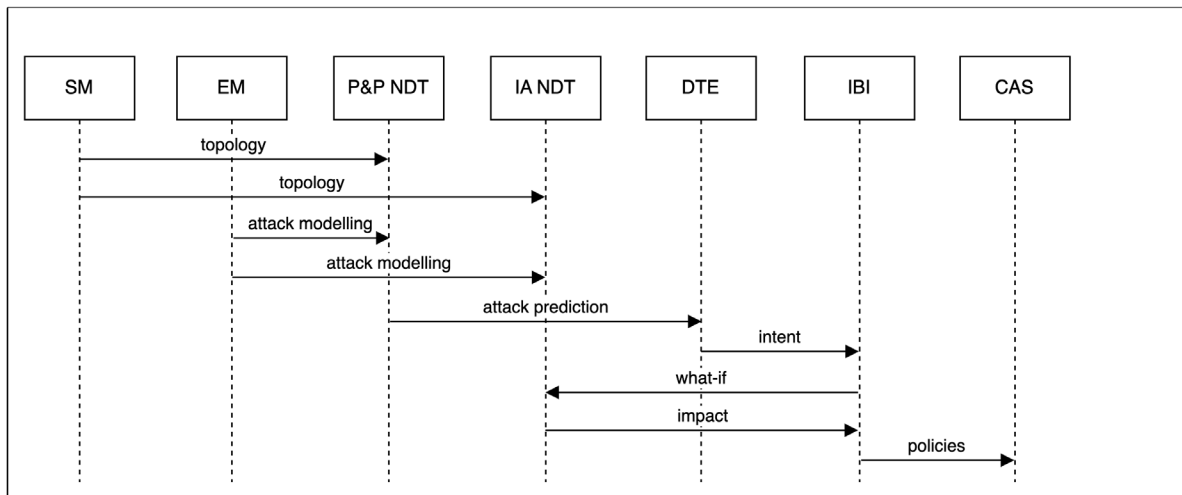 SM
EM
P&P NDT
IA NDT
DTE
IBI
CAS
topology
topology
attack modelling
attack modelling
attack prediction
intent
what-if
impact
policies